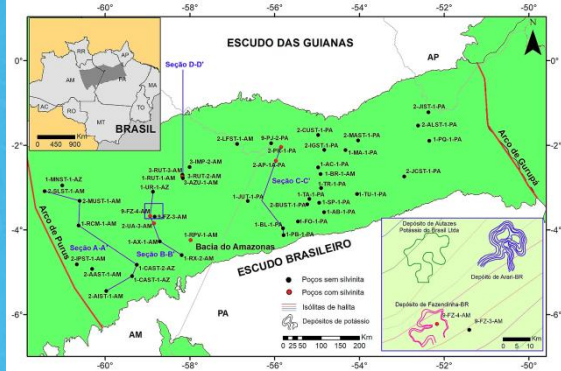 -60° -58° -56° -54° -52°
ESCUDO DAS GUIANAS
N
RR
AP
AM
PA
MA
AC
RO
TO
MT
BRASIL
0 450 900
Km
Seção D-D'
AP
0°
2-JIST-1-PA
2-LFST-1-AM
9-PJ-2-PA
2-CUST-1-PA
2-MAST-1-PA
2-ALST-1-PA
1-PQ-1-PA
2-IGST-1-PA
1-MA-1-PA
Arco de Gurupá
-2°
3-IMP-2-AM
3-RUT-2-AM
1-RUT-1-AM
3-AZU-1-AM
2-AP-1A-PA
1-AC-1-PA
1-BR-1-AM
2-JCST-1-PA
1-MNST-1-AZ
2-SLST-1-AM
1-UR-1-AZ
1-TR-1-PA
1-TU-1-PA
2-MUST-1-AM
1-JUT-1-PA
Seção C-C'
1-TA-1-PA
2-BUST-1-PA
1-SP-1-PA
1-AB-1-PA
9-FZ-4-AM
9-FZ-3-AM
2-UA-3-AM
1-FO-1-PA
-4°
1-RCM-1-AM
Arco de Purus
Seção A-A'
1-AX-1-AM
1-RPV-1-AM
Bacia do Amazonas
1-BL-1-PA
1-PB-1-PA
Seção B-B'
1-RX-2-AM
ESCUDO BRASILEIRO
2-IPST-1-AM
2-AAST-1-AM
1-CAST-2-AZ
1-CAST-1-AZ
2-AIST-1-AM
Depósito de Autazes
Potássio do Brasil Ltda
Depósito de Arari-BR
Depósito de Fazendinha-BR
9-FZ-4-AM
9-FZ-3-AM
0 5 10
Km
Poços sem silvinita
Poços com silvinita
Isólitas de halita
Depósitos de potássio
Km
0 25 50 100 150 200
-6°
AM
PA
-60° -58° -56° -54° -52°